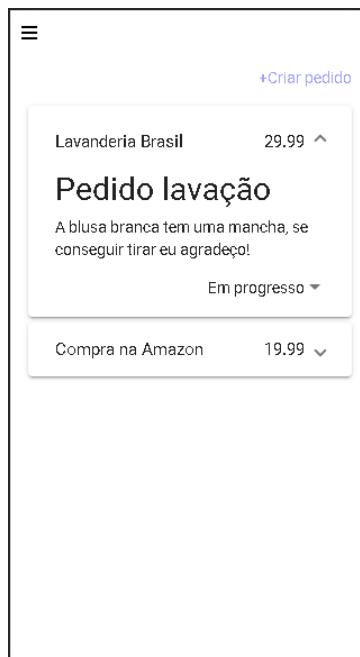 +Criar pedido
Lavanderia Brasil 29.99
Pedido lavação
A blusa branca tem uma mancha, se
conseguir tirar eu agradeço!
Em progresso
Compra na Amazon 19.99